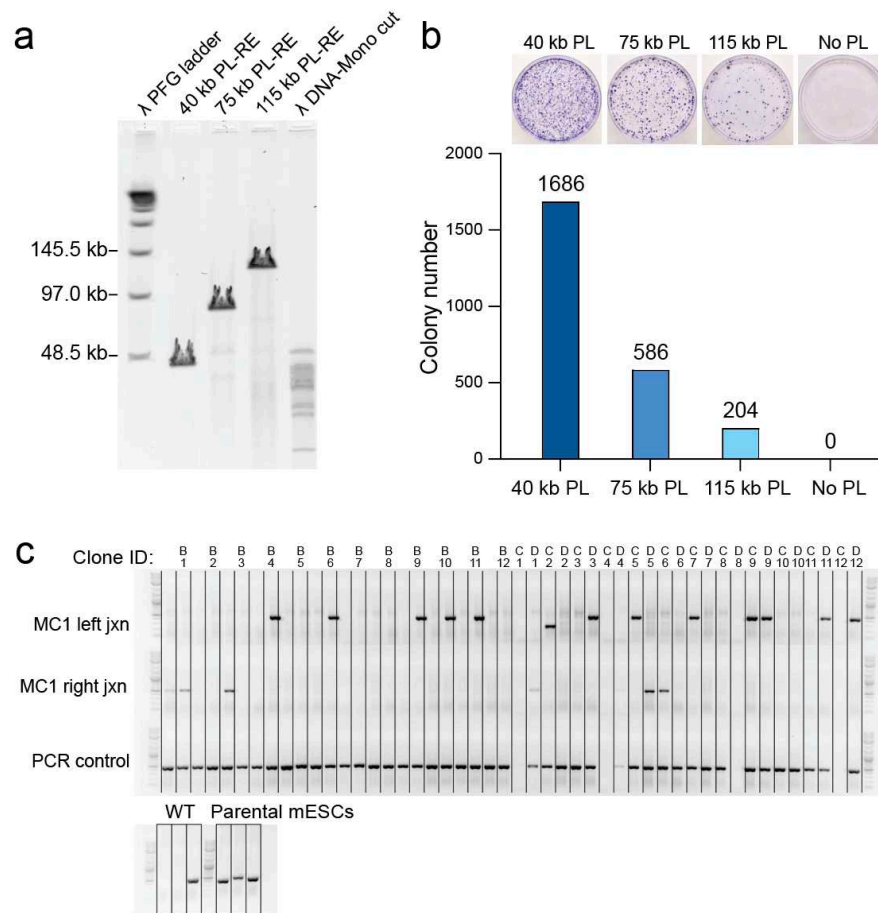 a
λ PFG ladder
40 kb PL-RE
75 kb PL-RE
115 kb PL-RE
λ DNA-Mono cut
145.5 kb
97.0 kb
48.5 kb
b
40 kb PL 75 kb PL 115 kb PL No PL
Colony number
2000
1500
1000
500
0
1686
586
204
0
40 kb PL 75 kb PL 115 kb PL No PL
c
Clone ID:
B B B B B B B B B B B B C D C D C D C D C D C D C D C D C D C D C D C D
1 2 3 4 5 6 7 8 9 10 11 12 1 1 2 2 3 3 4 4 5 5 6 6 7 7 8 8 9 9 10 10 11 11 12 12
MC1 left jxn
MC1 right jxn
PCR control
WT Parental mESCs